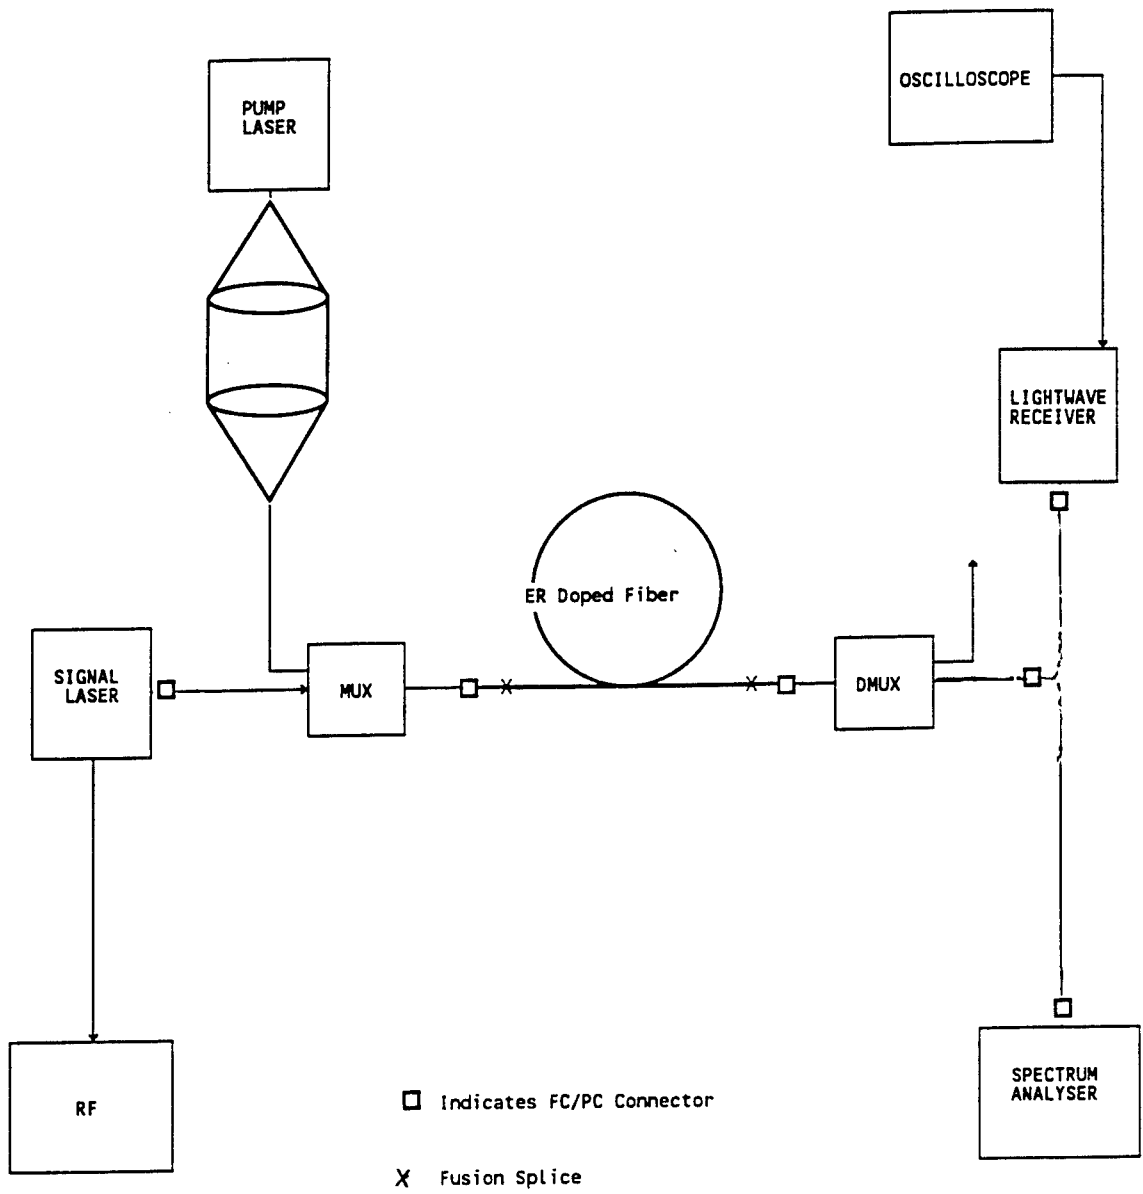 OSCILLOSCOPE
PUMP
LASER
LIGHTWAVE
RECEIVER
ER Doped Fiber
SIGNAL
LASER
MUX
DMUX
SPECTRUM
ANALYSER
RF
Indicates FC/PC Connector
Fusion Splice